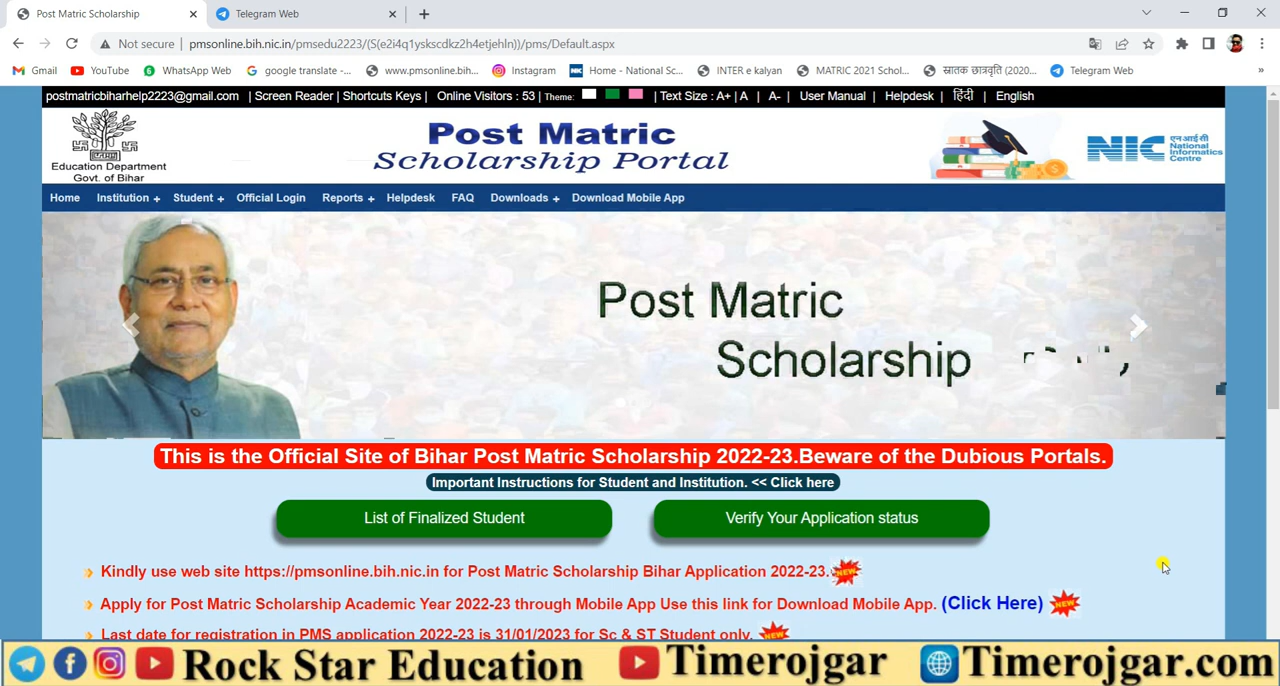 Post Matric Scholarship
Telegram Web
Not secure
pmsonline.bih.nic.in/pmsedu2223/(S(e2i4q1yskscdkz2h4etjehln))/pms/Default.aspx
Gmail YouTube WhatsApp Web google translate -... www.pmsonline.bih... Instagram Home - National Sc... INTER e kalyan MATRIC 2021 Schol... स्नातक छात्रवृति (2020... Telegram Web »
postmatricbiharhelp2223@gmail.com | Screen Reader | Shortcuts Keys | Online Visitors : 53 | Theme: | Text Size : A+ | A | A- | User Manual | Helpdesk | हिंदी | English
Education Department
Govt. of Bihar
Post Matric
Scholarship Portal
NIC एन आई सी
National
Informatics
Centre
Home Institution + Student + Official Login Reports + Helpdesk FAQ Downloads + Download Mobile App
Post Matric
Scholarship
This is the Official Site of Bihar Post Matric Scholarship 2022-23.Beware of the Dubious Portals.
Important Instructions for Student and Institution. << Click here
List of Finalized Student
Verify Your Application status
Kindly use web site https://pmsonline.bih.nic.in for Post Matric Scholarship Bihar Application 2022-23. NEW
Apply for Post Matric Scholarship Academic Year 2022-23 through Mobile App Use this link for Download Mobile App. (Click Here) NEW
Last date for registration in PMS application 2022-23 is 31/01/2023 for Sc & ST Student only. NEW
Rock Star Education Timerojgar Timerojgar.com